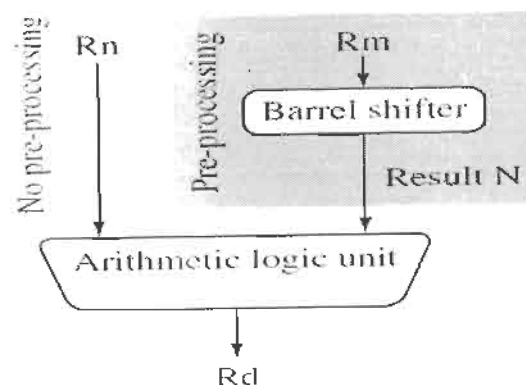 Rn
No pre-processing
Pre-processing
Rm
Barrel shifter
Result N
Arithmetic logic unit
Rd